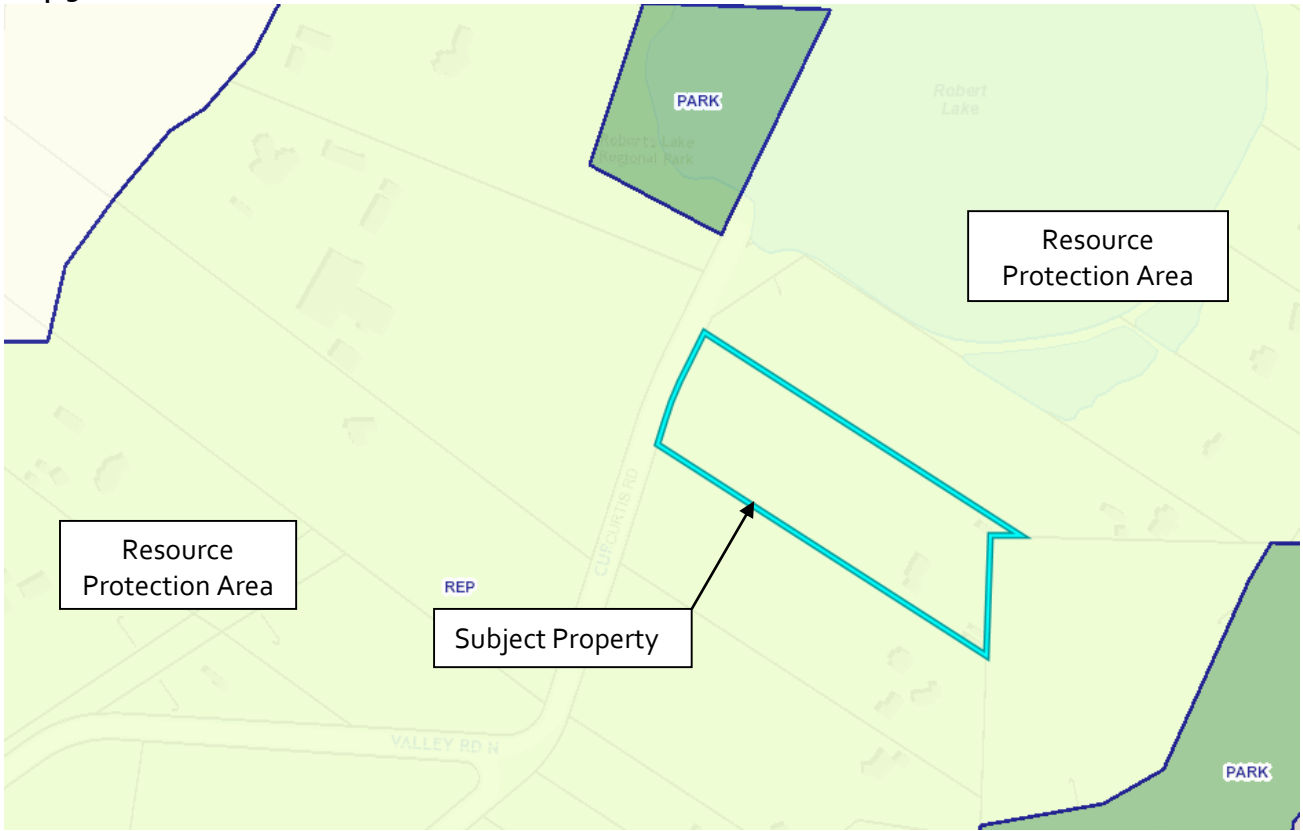 PARK
Robert
Lake
Roberts Lake
Regional Park
Resource
Protection Area
CURTIS RD
Resource
Protection Area
REP
Subject Property
VALLEY RD N
PARK